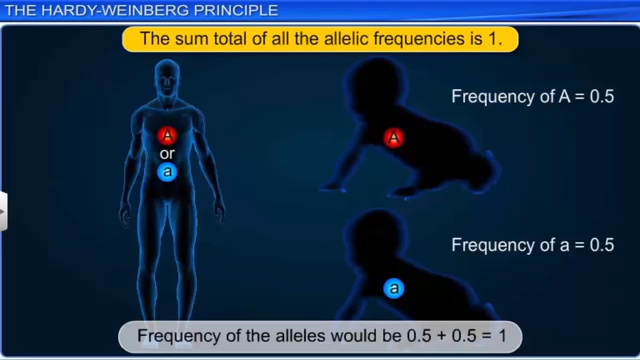 THE HARDY-WEINBERG PRINCIPLE
The sum total of all the allelic frequencies is 1.
Frequency of A = 0.5
A
or
a
A
Frequency of a = 0.5
a
Frequency of the alleles would be 0.5 + 0.5 = 1